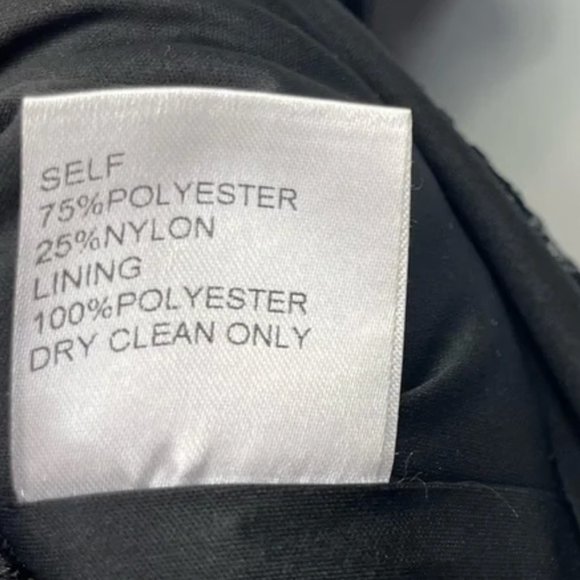 SELF
75%POLYESTER
25%NYLON
LINING
100%POLYESTER
DRY CLEAN ONLY